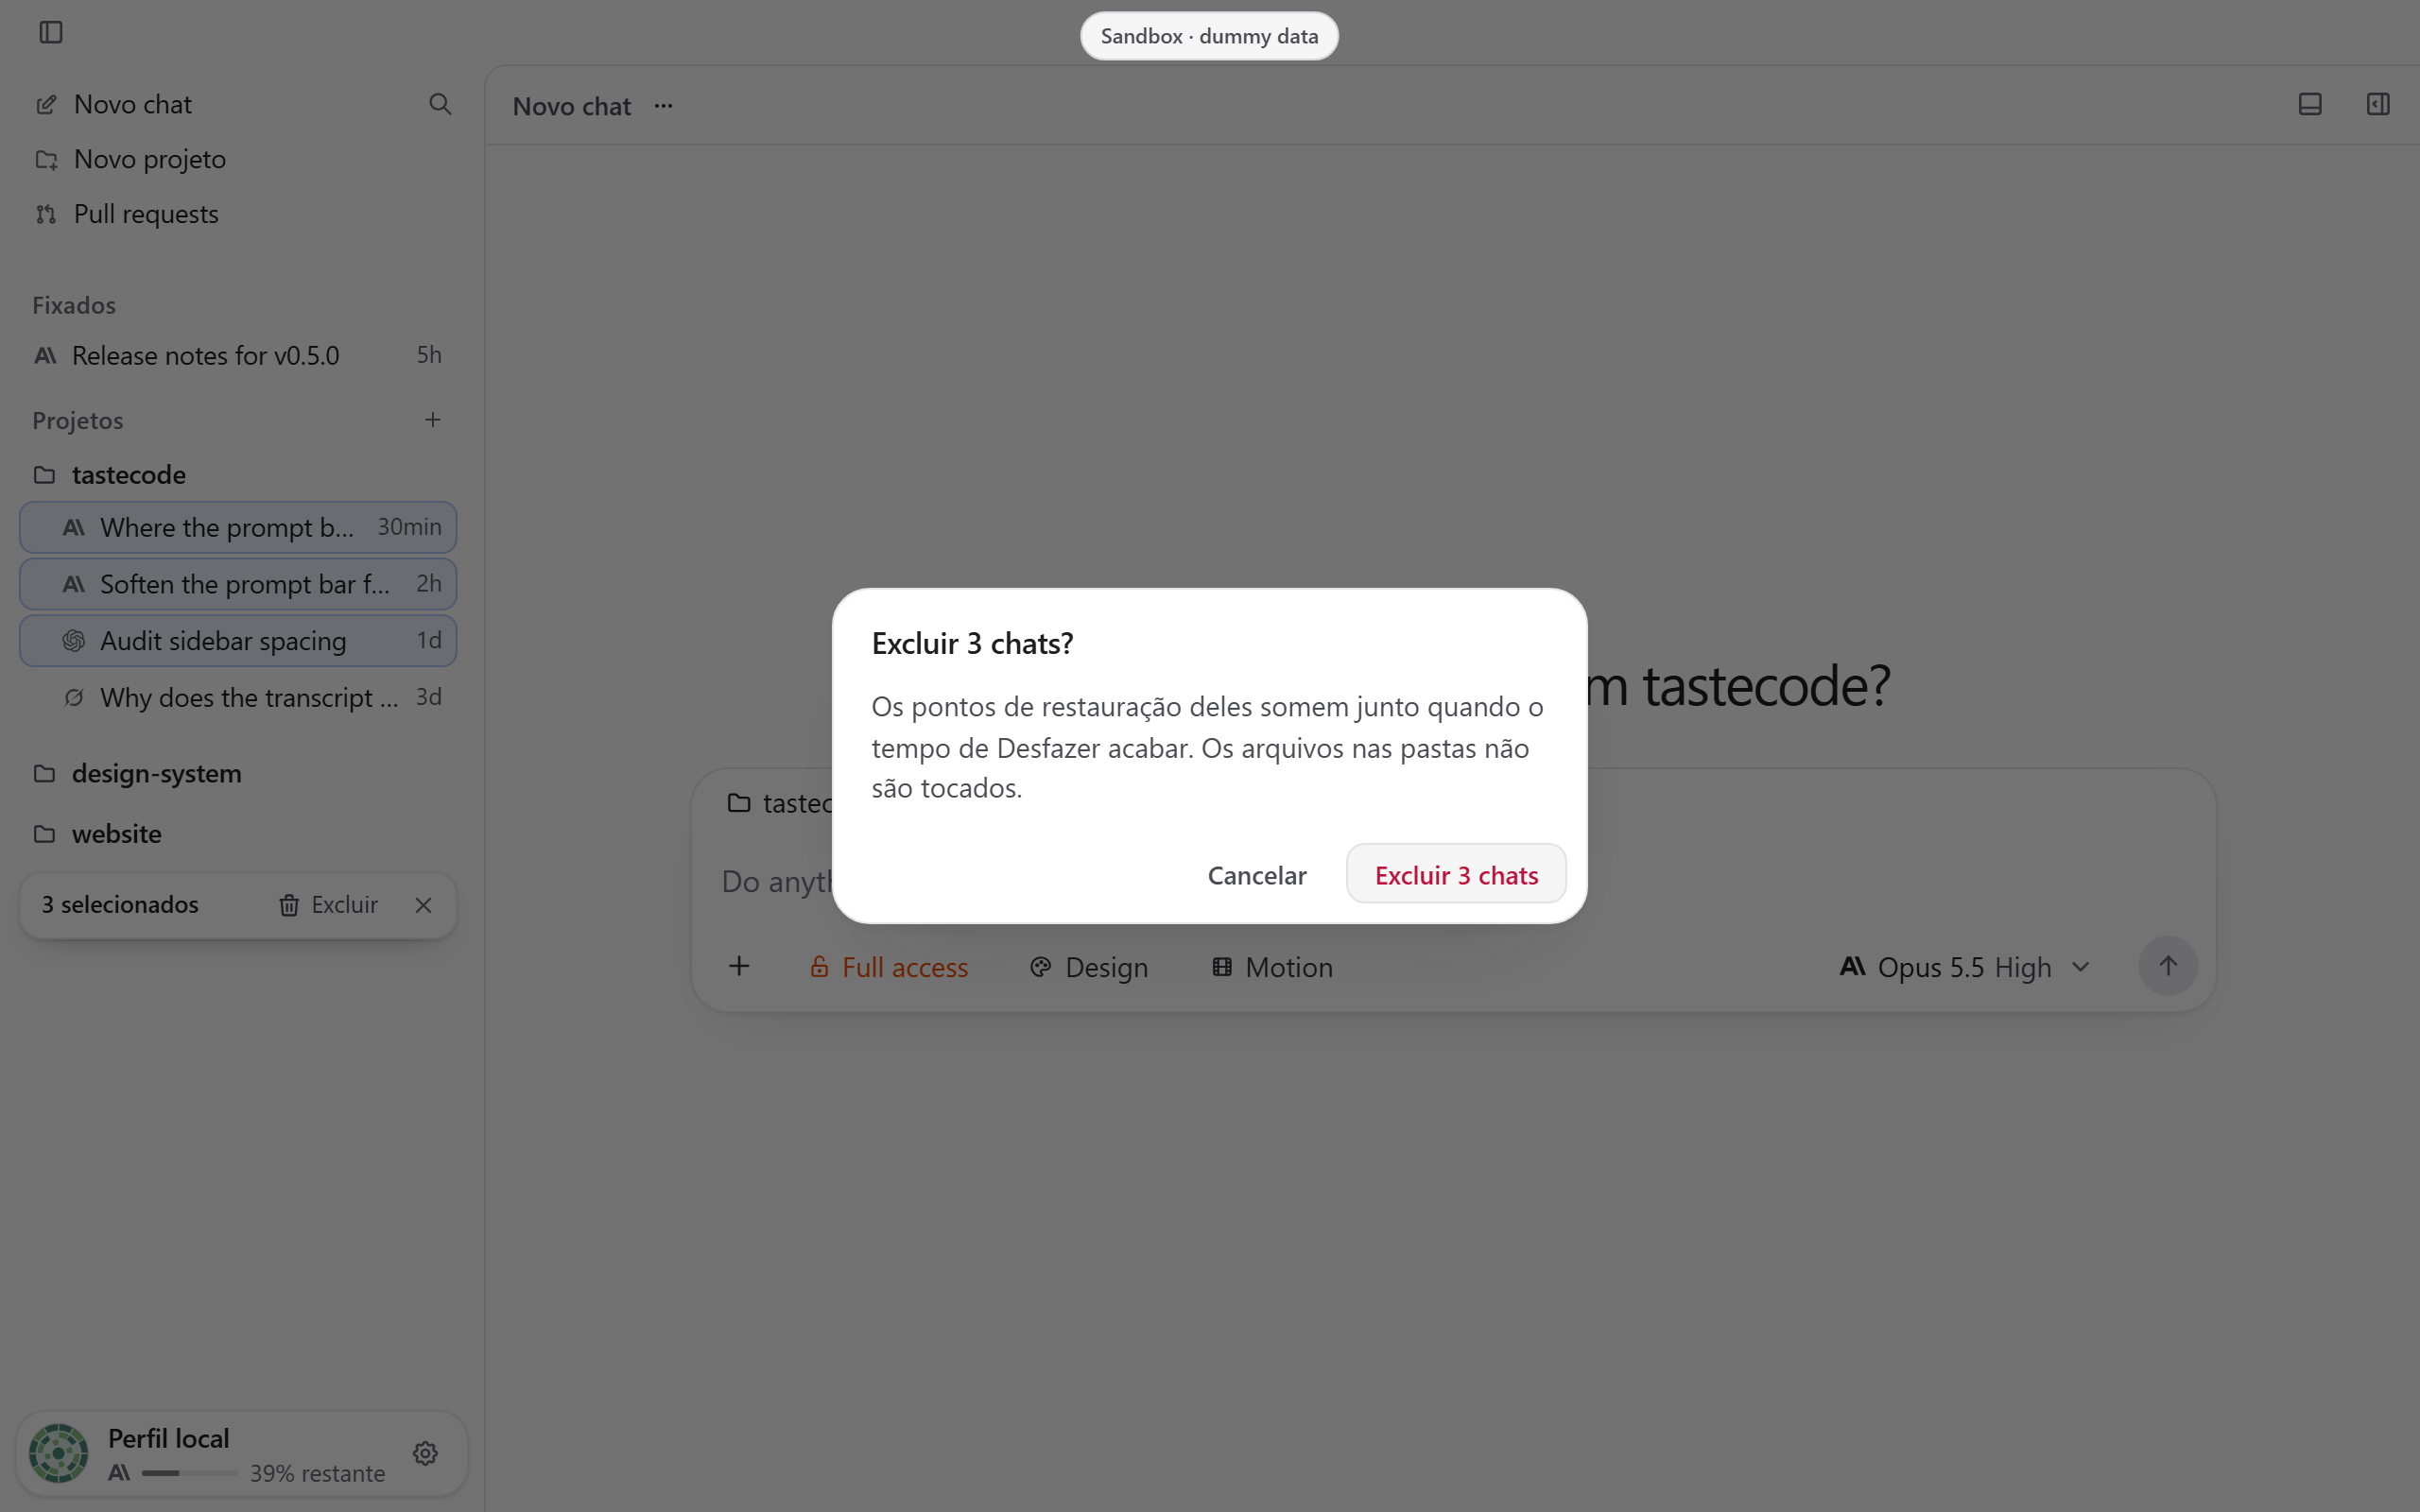 Sandbox · dummy data
Novo chat
Novo projeto
Pull requests
Fixados
Release notes for v0.5.0 5h
Projetos
tastecode
Where the prompt b... 30min
Soften the prompt bar f... 2h
Audit sidebar spacing 1d
Why does the transcript ... 3d
design-system
website
3 selecionados Excluir
Perfil local
39% restante
Novo chat
m tastecode?
tastec
Do anyth
Full access Design Motion Opus 5.5 High
Excluir 3 chats?
Os pontos de restauração deles somem junto quando o
tempo de Desfazer acabar. Os arquivos nas pastas não
são tocados.
Cancelar Excluir 3 chats